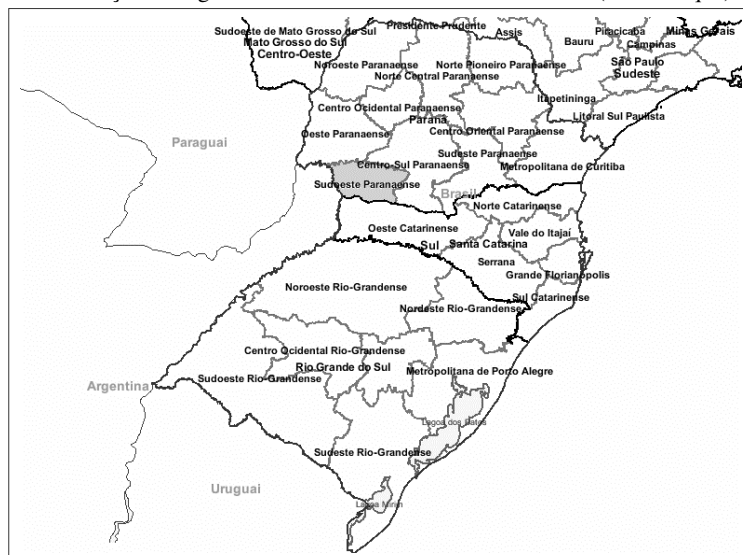 Presidente Prudente
Assis
Piracicaba
Minas Gerais
Sudoeste de Mato Grosso do Sul
Mato Grosso do Sul
Bauru
Campinas
Centro-Oeste
São Paulo
Noroeste Paranaense
Norte Pioneiro Paranaense
Sudeste
Norte Central Paranaense
Itapetininga
Centro Ocidental Paranaense
Litoral Sul Paulista
Paraná
Oeste Paranaense
Centro Oriental Paranaense
Paraguai
Sudeste Paranaense
Centro-Sul Paranaense
Metropolitana de Curitiba
Sudoeste Paranaense
Brasil
Norte Catarinense
Oeste Catarinense
Vale do Itajaí
Sul
Santa Catarina
Serrana
Grande Florianópolis
Noroeste Rio-Grandense
Sul Catarinense
Nordeste Rio-Grandense
Centro Ocidental Rio-Grandense
Rio Grande do Sul
Metropolitana de Porto Alegre
Sudoeste Rio-Grandense
Argentina
Lagoa dos Patos
Sudeste Rio-Grandense
Uruguai
Lagoa Mirim